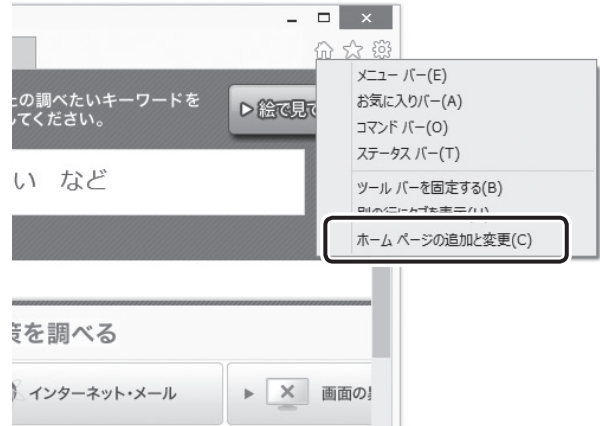 メニュー バー(E)
お気に入りバー(A)
コマンド バー(O)
ステータス バー(T)
ツール バーを固定する(B)
ホーム ページの追加と変更(C)
の調べたいキーワードを
てください。
絵で見て
い など
を調べる
インターネット・メール
画面の